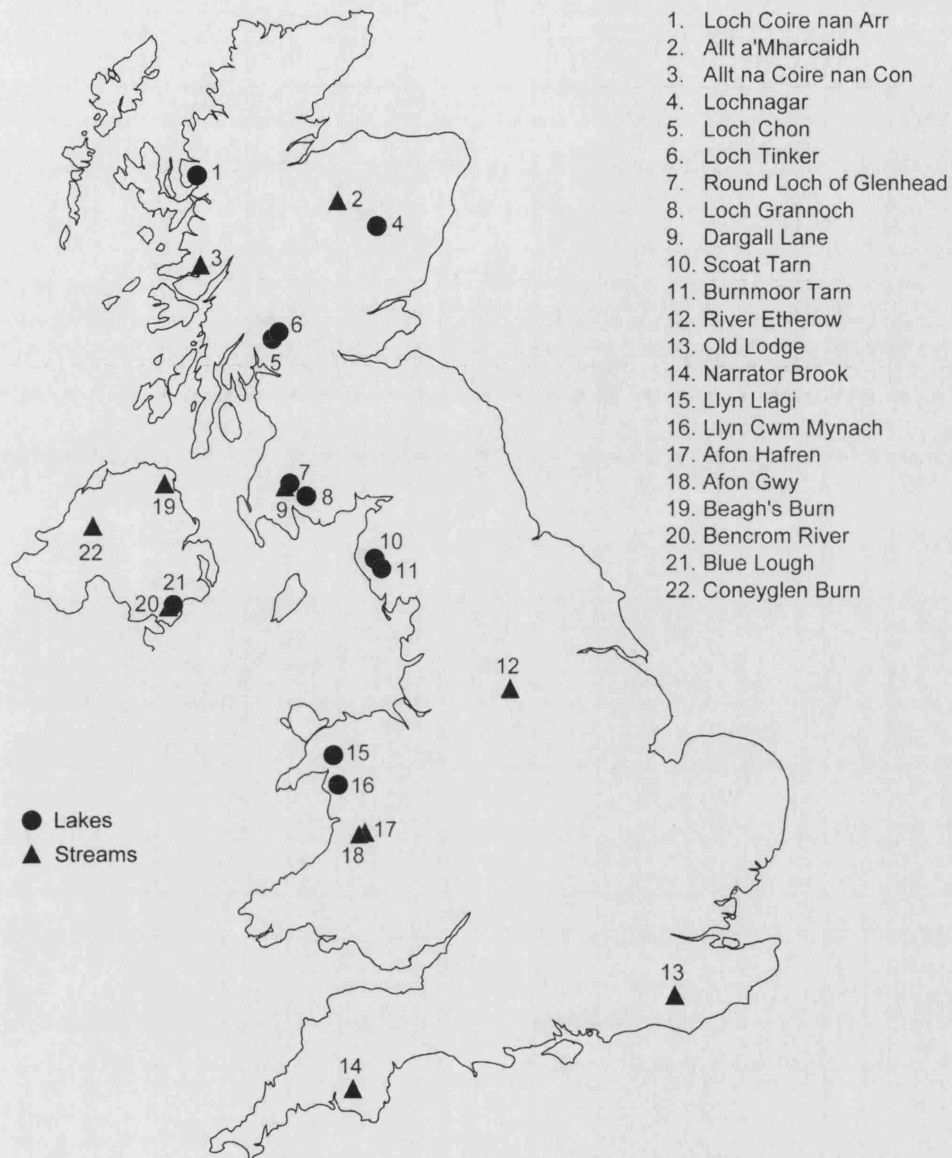 1. Loch Coire nan Arr
2. Allt a'Mharcaidh
3. Allt na Coire nan Con
4. Lochnagar
5. Loch Chon
6. Loch Tinker
7. Round Loch of Glenhead
8. Loch Grannoch
9. Dargall Lane
10. Scoat Tarn
11. Burnmoor Tarn
12. River Etherow
13. Old Lodge
14. Narrator Brook
15. Llyn Llagi
16. Llyn Cwm Mynach
17. Afon Hafren
18. Afon Gwy
19. Beagh's Burn
20. Bencrom River
21. Blue Lough
22. Coneyglen Burn
1
2
4
3
6
5
7
8
9
19
22
10
11
21
20
12
15
16
17
18
13
14
Lakes
Streams